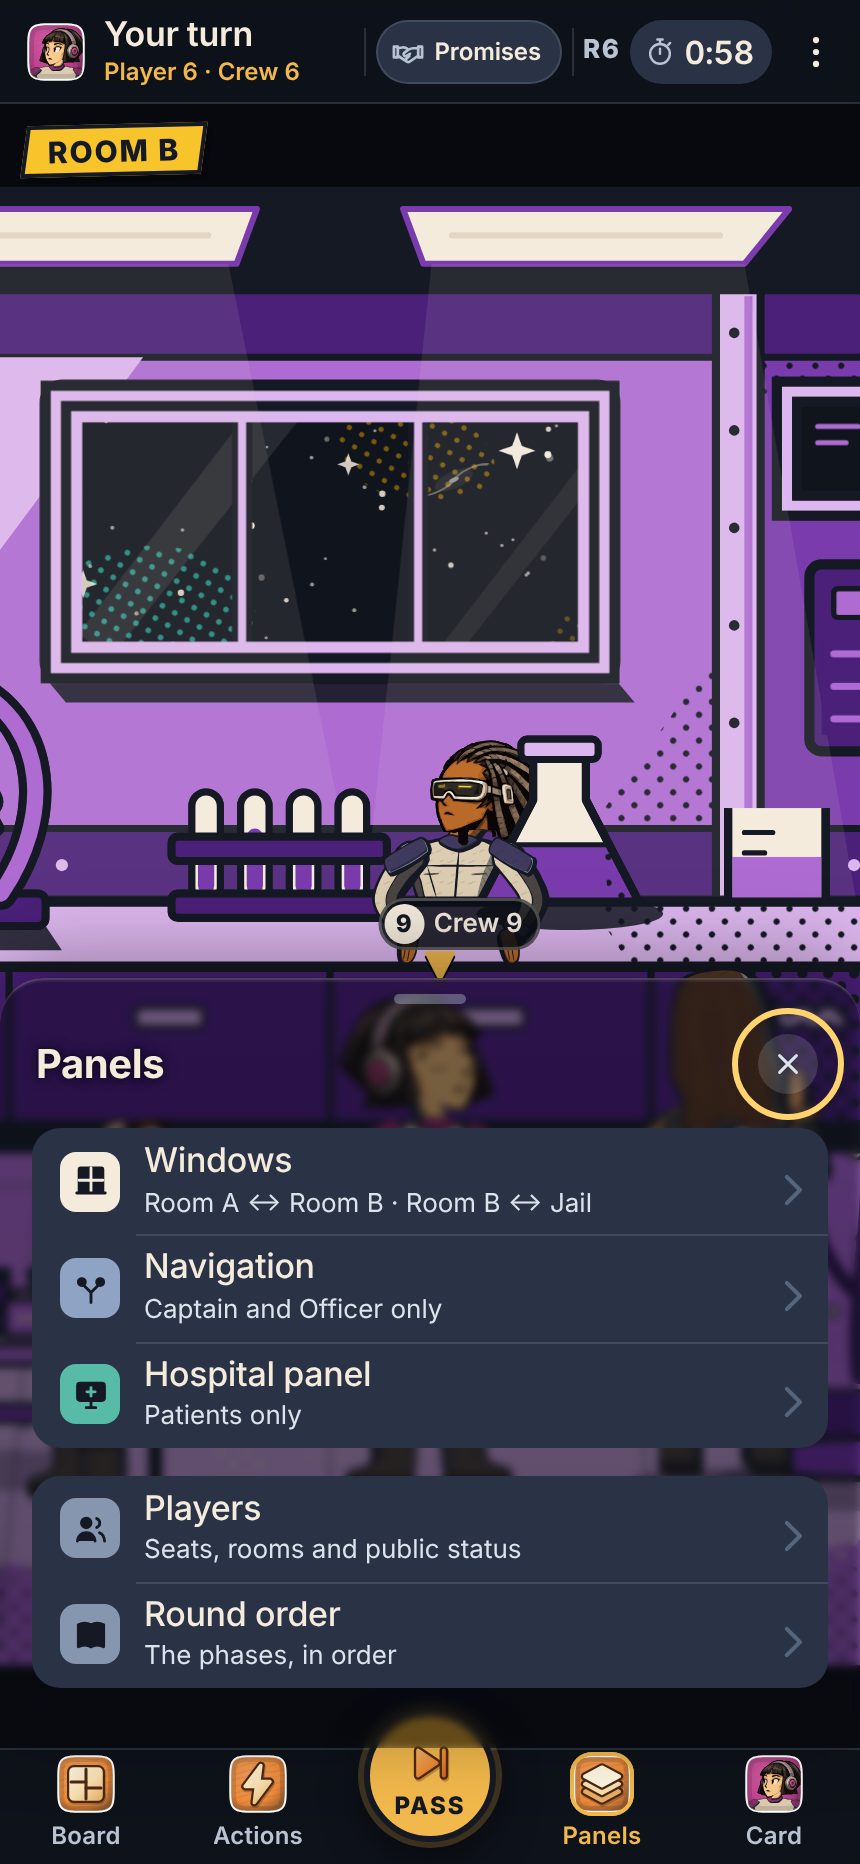 Your turn
Player 6 · Crew 6
Promises
R6
0:58
ROOM B
9 Crew 9
Panels
Windows
Room A ↔ Room B · Room B ↔ Jail
Navigation
Captain and Officer only
Hospital panel
Patients only
Players
Seats, rooms and public status
Round order
The phases, in order
Board
Actions
PASS
Panels
Card